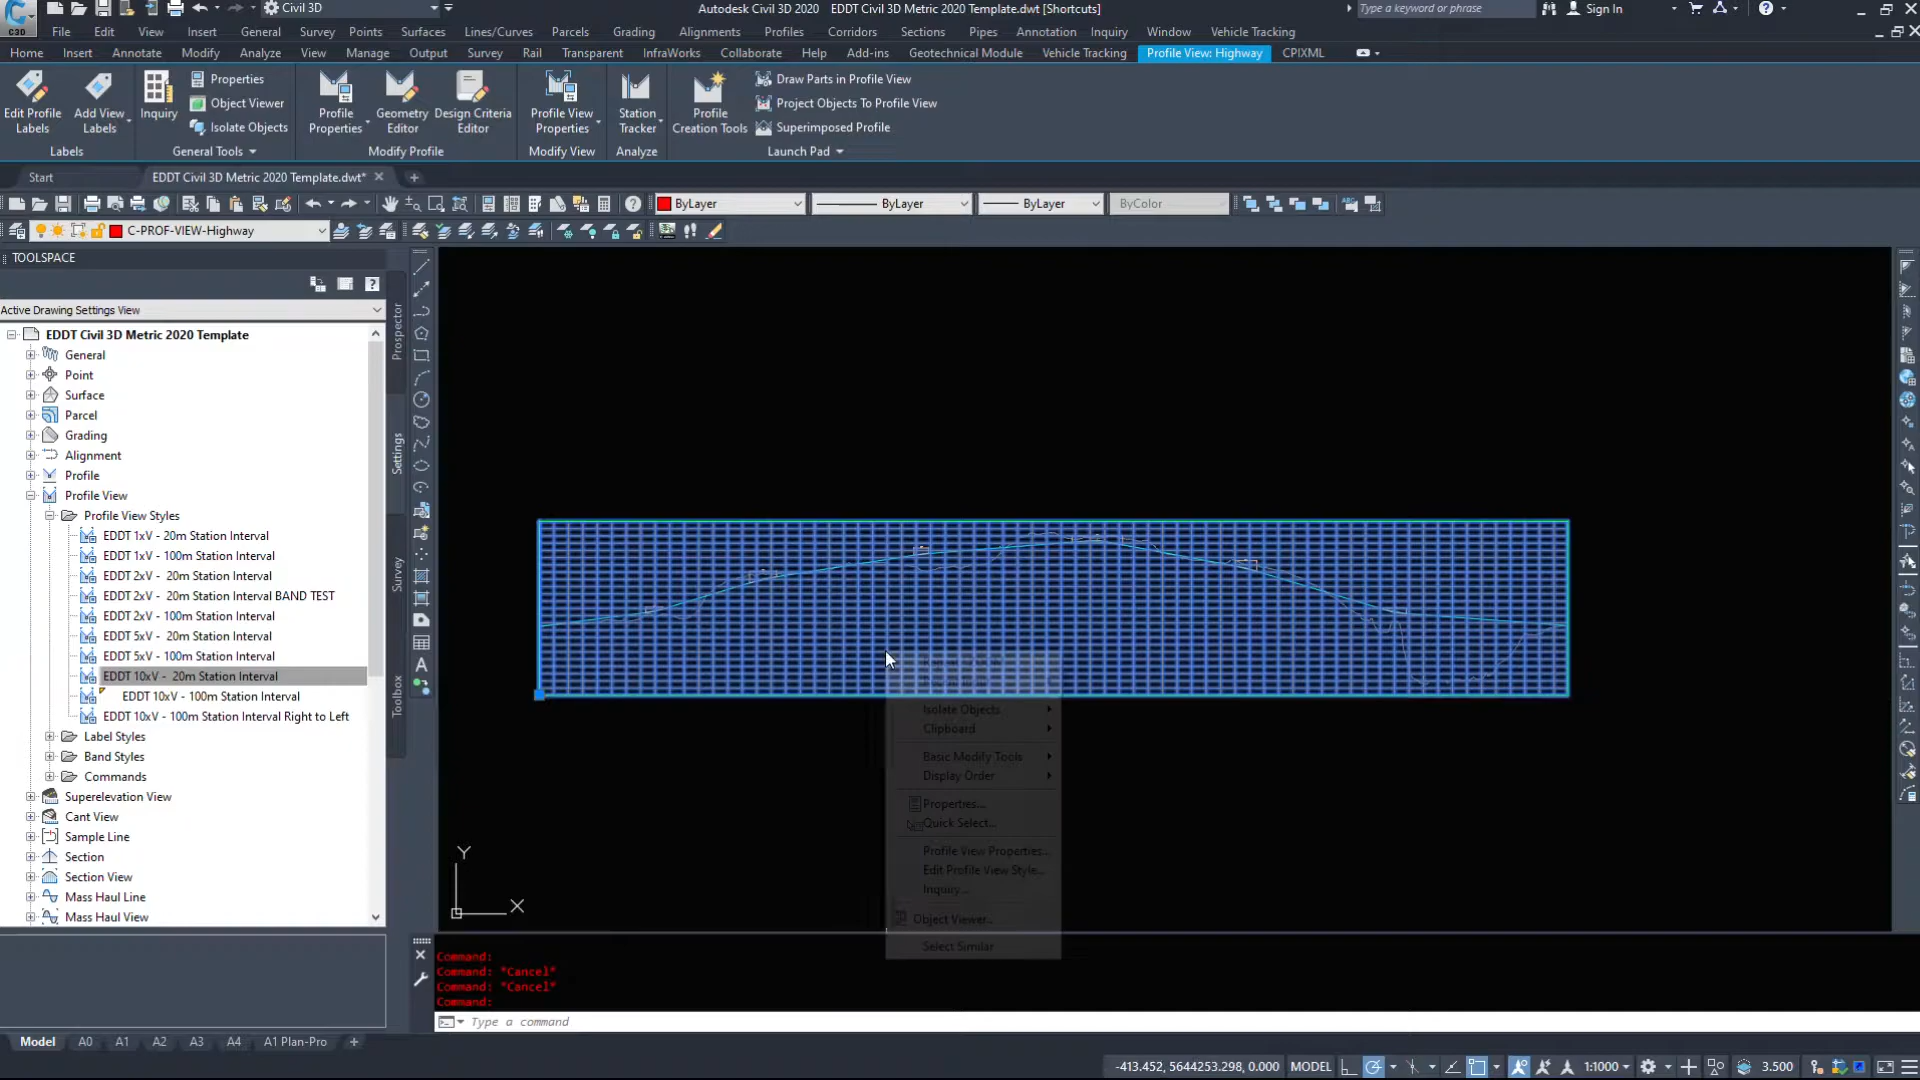 Civil 3D
Autodesk Civil 3D 2020 EDDT Civil 3D Metric 2020 Template.dwt [Shortcuts]
Type a keyword or phrase
Sign In
C3D
File Edit View Insert General Survey Points Surfaces Lines/Curves Parcels Grading Alignments Profiles Corridors Sections Pipes Annotation Inquiry Window Vehicle Tracking
Home Insert Annotate Modify Analyze View Manage Output Survey Rail Transparent InfraWorks Collaborate Help Add-ins Geotechnical Module Vehicle Tracking Profile View: Highway CPIXML
Edit Profile Labels
Add View Labels
Inquiry
Properties
Object Viewer
Isolate Objects
Profile Properties
Geometry Editor
Design Criteria Editor
Profile View Properties
Station Tracker
Profile Creation Tools
Draw Parts in Profile View
Project Objects To Profile View
Superimposed Profile
Labels General Tools Modify Profile Modify View Analyze Launch Pad
Start EDDT Civil 3D Metric 2020 Template.dwt*
ByLayer ByLayer ByLayer ByColor
C-PROF-VIEW-Highway
TOOLSPACE
Active Drawing Settings View
EDDT Civil 3D Metric 2020 Template
General
Point
Surface
Parcel
Grading
Alignment
Profile
Profile View
Profile View Styles
EDDT 1xV - 20m Station Interval
EDDT 1xV - 100m Station Interval
EDDT 2xV - 20m Station Interval
EDDT 2xV - 20m Station Interval BAND TEST
EDDT 2xV - 100m Station Interval
EDDT 5xV - 20m Station Interval
EDDT 5xV - 100m Station Interval
EDDT 10xV - 20m Station Interval
EDDT 10xV - 100m Station Interval
EDDT 10xV - 100m Station Interval Right to Left
Label Styles
Band Styles
Commands
Superelevation View
Cant View
Sample Line
Section
Section View
Mass Haul Line
Mass Haul View
Prospector
Settings
Survey
Toolbox
Isolate Objects
Clipboard
Basic Modify Tools
Display Order
Properties...
Quick Select...
Profile View Properties...
Edit Profile View Style...
Inquiry...
Object Viewer...
Select Similar
Y
X
Command:
Command: *Cancel*
Command: *Cancel*
Command:
Type a command
Model A0 A1 A2 A3 A4 A1 Plan-Pro
-413.452, 5644253.298, 0.000 MODEL 1:1000 3.500